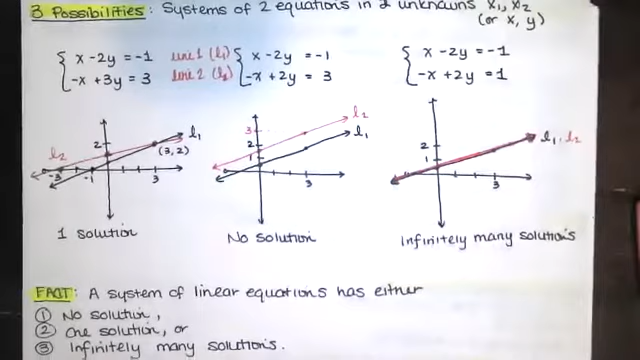 3 Possibilities: Systems of 2 equations in 2 unknowns x₁, x₂
(or x, y)
{ x - 2y = -1 line 1 (l₁)
-x + 3y = 3 line 2 (l₂)
{ x - 2y = -1
-x + 2y = 3
{ x - 2y = -1
-x + 2y = 1
l₂ 2 l₁
(3, 2)
-3 -1 3
1 solution
l₂
3
2 l₁
1
3
No solution
2 l₁, l₂
1
3
Infinitely many solutions
FACT: A system of linear equations has either
① No solution,
② One solution, or
③ Infinitely many solutions.